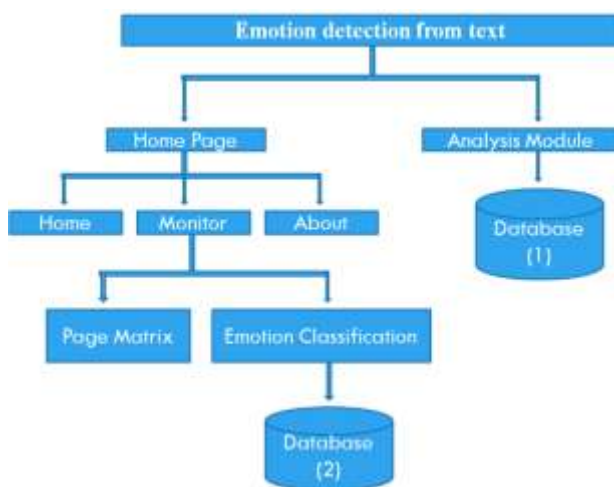 Emotion detection from text
Home Page
Analysis Module
Home
Monitor
About
Database
(1)
Page Matrix
Emotion Classification
Database
(2)